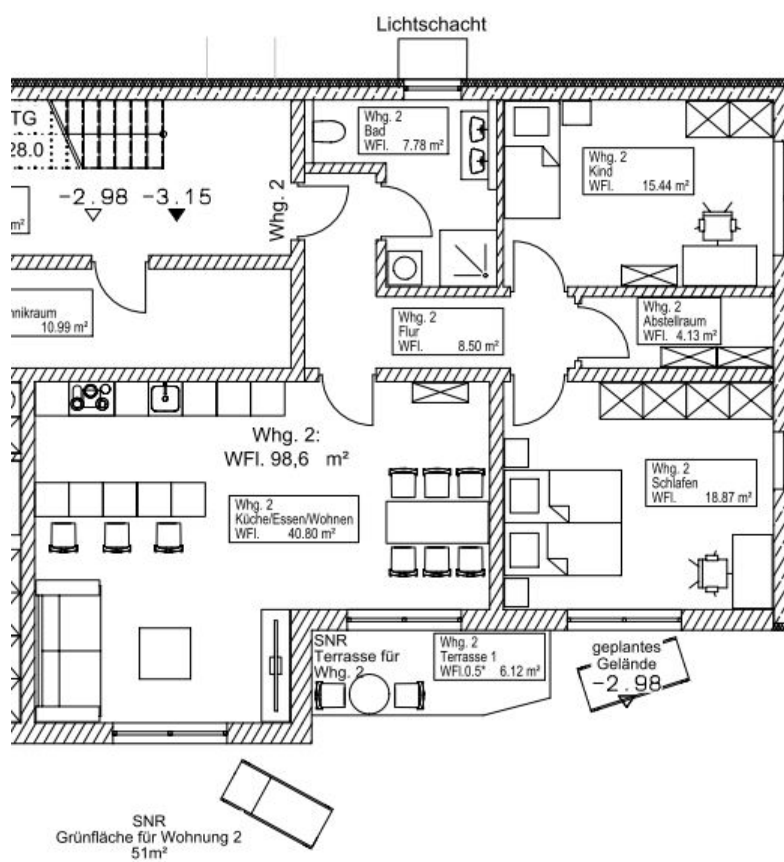 Lichtschacht
TG
28.0
-2.98
-3.15
m²
Whg. 2
Whg. 2
Bad
WFl. 7.78 m²
Whg. 2
Kind
WFl. 15.44 m²
nikraum
10.99 m²
Whg. 2
Flur
WFl. 8.50 m²
Whg. 2
Abstellraum
WFl. 4.13 m²
Whg. 2:
WFl. 98,6 m²
Whg. 2
Küche/Essen/Wohnen
WFl. 40.80 m²
Whg. 2
Schlafen
WFl. 18.87 m²
SNR
Terrasse für
Whg. 2
Whg. 2
Terrasse 1
WFl.0.5* 6.12 m²
geplantes
Gelände
-2.98
SNR
Grünfläche für Wohnung 2
51m²